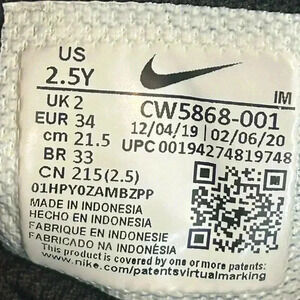 US
2.5Y
IM
UK 2
EUR 34
cm 21.5
BR 33
CN 215(2.5)
CW5868-001
12/04/19 | 02/06/20
UPC 00194274819748
01HPY0ZAMBZPP
MADE IN INDONESIA
HECHO EN INDONESIA
FABRIQUE EN INDONESIE
FABRICADO NA INDONESIA
This product is covered by one or more of
www.nike.com/patentsvirtualmarking